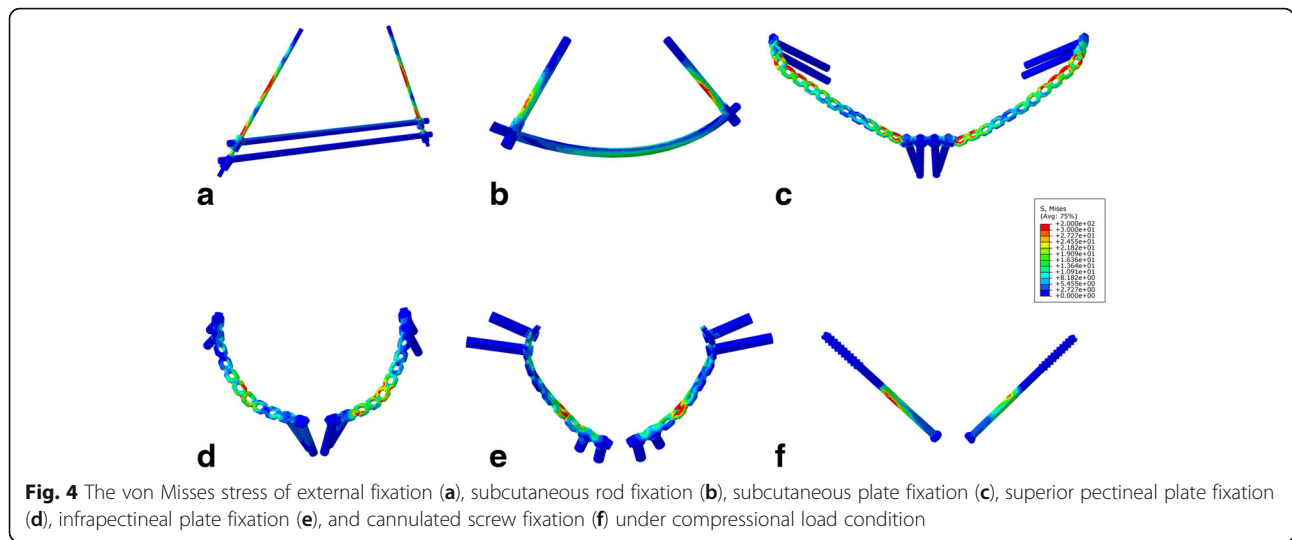 a
b
c
S, Mises
(Avg: 75%)
+2.000e+02
+3.000e+01
+2.727e+01
+2.455e+01
+2.182e+01
+1.909e+01
+1.636e+01
+1.364e+01
+1.091e+01
+8.182e+00
+5.455e+00
+2.727e+00
+0.000e+00
d
e
f
Fig. 4 The von Misses stress of external fixation (a), subcutaneous rod fixation (b), subcutaneous plate fixation (c), superior pectineal plate fixation
(d), infrapectineal plate fixation (e), and cannulated screw fixation (f) under compressional load condition